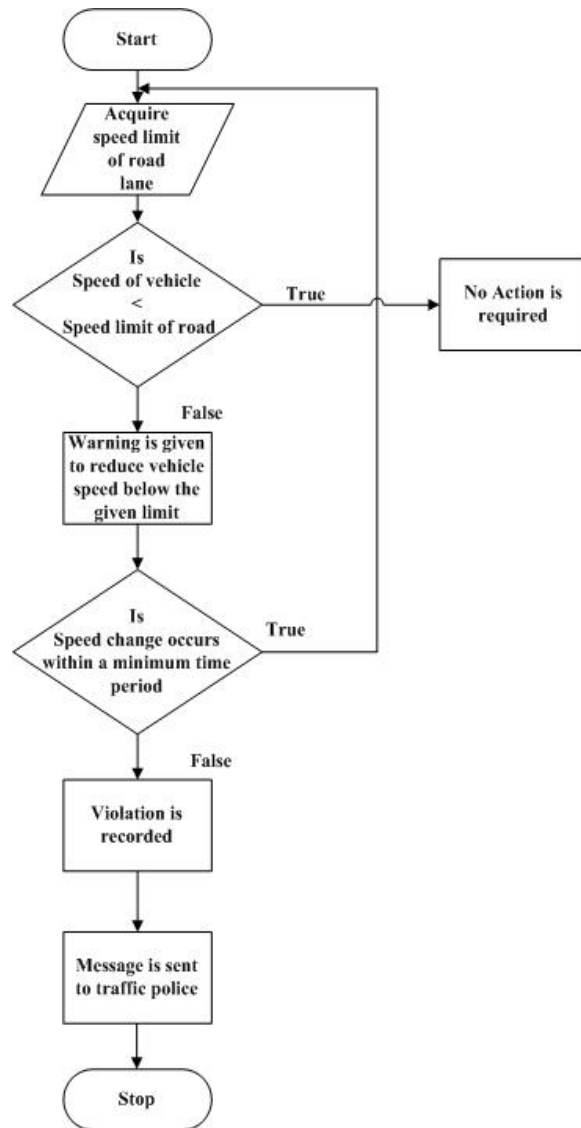 Start
Acquire
speed limit
of road
lane
Is
Speed of vehicle
<
Speed limit of road
True
No Action is
required
False
Warning is given
to reduce vehicle
speed below the
given limit
Is
Speed change occurs
within a minimum time
period
True
False
Violation is
recorded
Message is sent
to traffic police
Stop